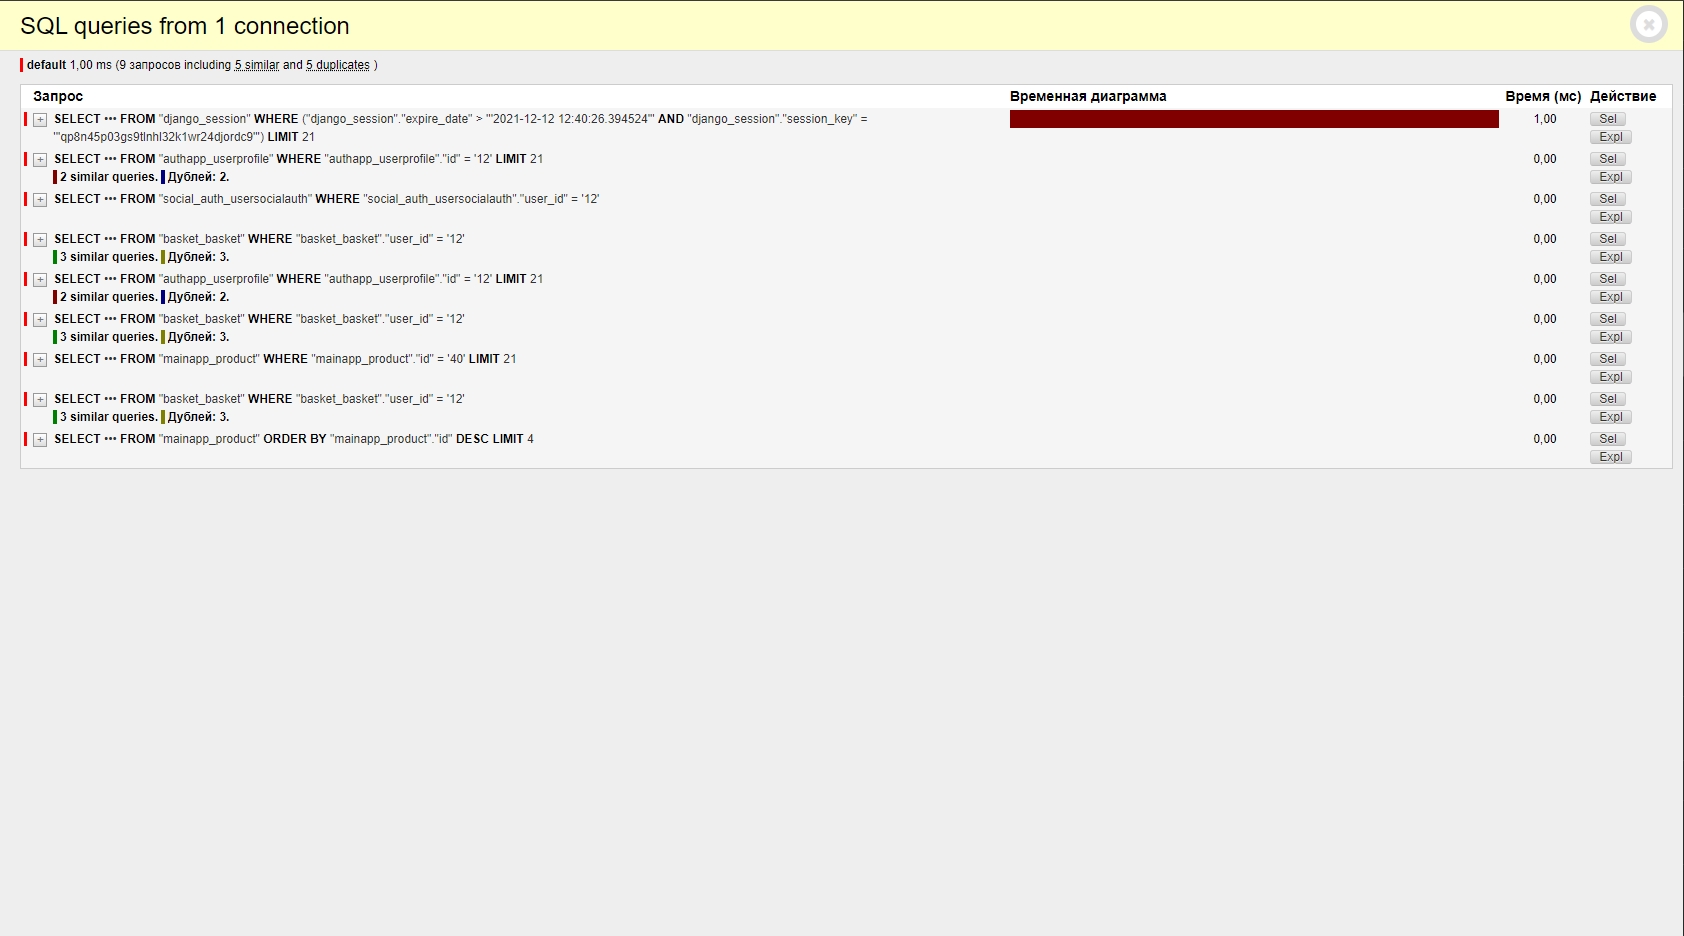 SQL queries from 1 connection
default 1,00 ms (9 запросов including 5 similar and 5 duplicates )
Запрос Временная диаграмма Время (мс) Действие
+ SELECT ••• FROM "django_session" WHERE ("django_session"."expire_date" > '"2021-12-12 12:40:26.394524"' AND "django_session"."session_key" = 1,00 Sel
'"qp8n45p03gs9tlnhl32k1wr24djordc9"') LIMIT 21 Expl
+ SELECT ••• FROM "authapp_userprofile" WHERE "authapp_userprofile"."id" = '12' LIMIT 21 0,00 Sel
2 similar queries. Дублей: 2. Expl
+ SELECT ••• FROM "social_auth_usersocialauth" WHERE "social_auth_usersocialauth"."user_id" = '12' 0,00 Sel
Expl
+ SELECT ••• FROM "basket_basket" WHERE "basket_basket"."user_id" = '12' 0,00 Sel
3 similar queries. Дублей: 3. Expl
+ SELECT ••• FROM "authapp_userprofile" WHERE "authapp_userprofile"."id" = '12' LIMIT 21 0,00 Sel
2 similar queries. Дублей: 2. Expl
+ SELECT ••• FROM "basket_basket" WHERE "basket_basket"."user_id" = '12' 0,00 Sel
3 similar queries. Дублей: 3. Expl
+ SELECT ••• FROM "mainapp_product" WHERE "mainapp_product"."id" = '40' LIMIT 21 0,00 Sel
Expl
+ SELECT ••• FROM "basket_basket" WHERE "basket_basket"."user_id" = '12' 0,00 Sel
3 similar queries. Дублей: 3. Expl
+ SELECT ••• FROM "mainapp_product" ORDER BY "mainapp_product"."id" DESC LIMIT 4 0,00 Sel
Expl